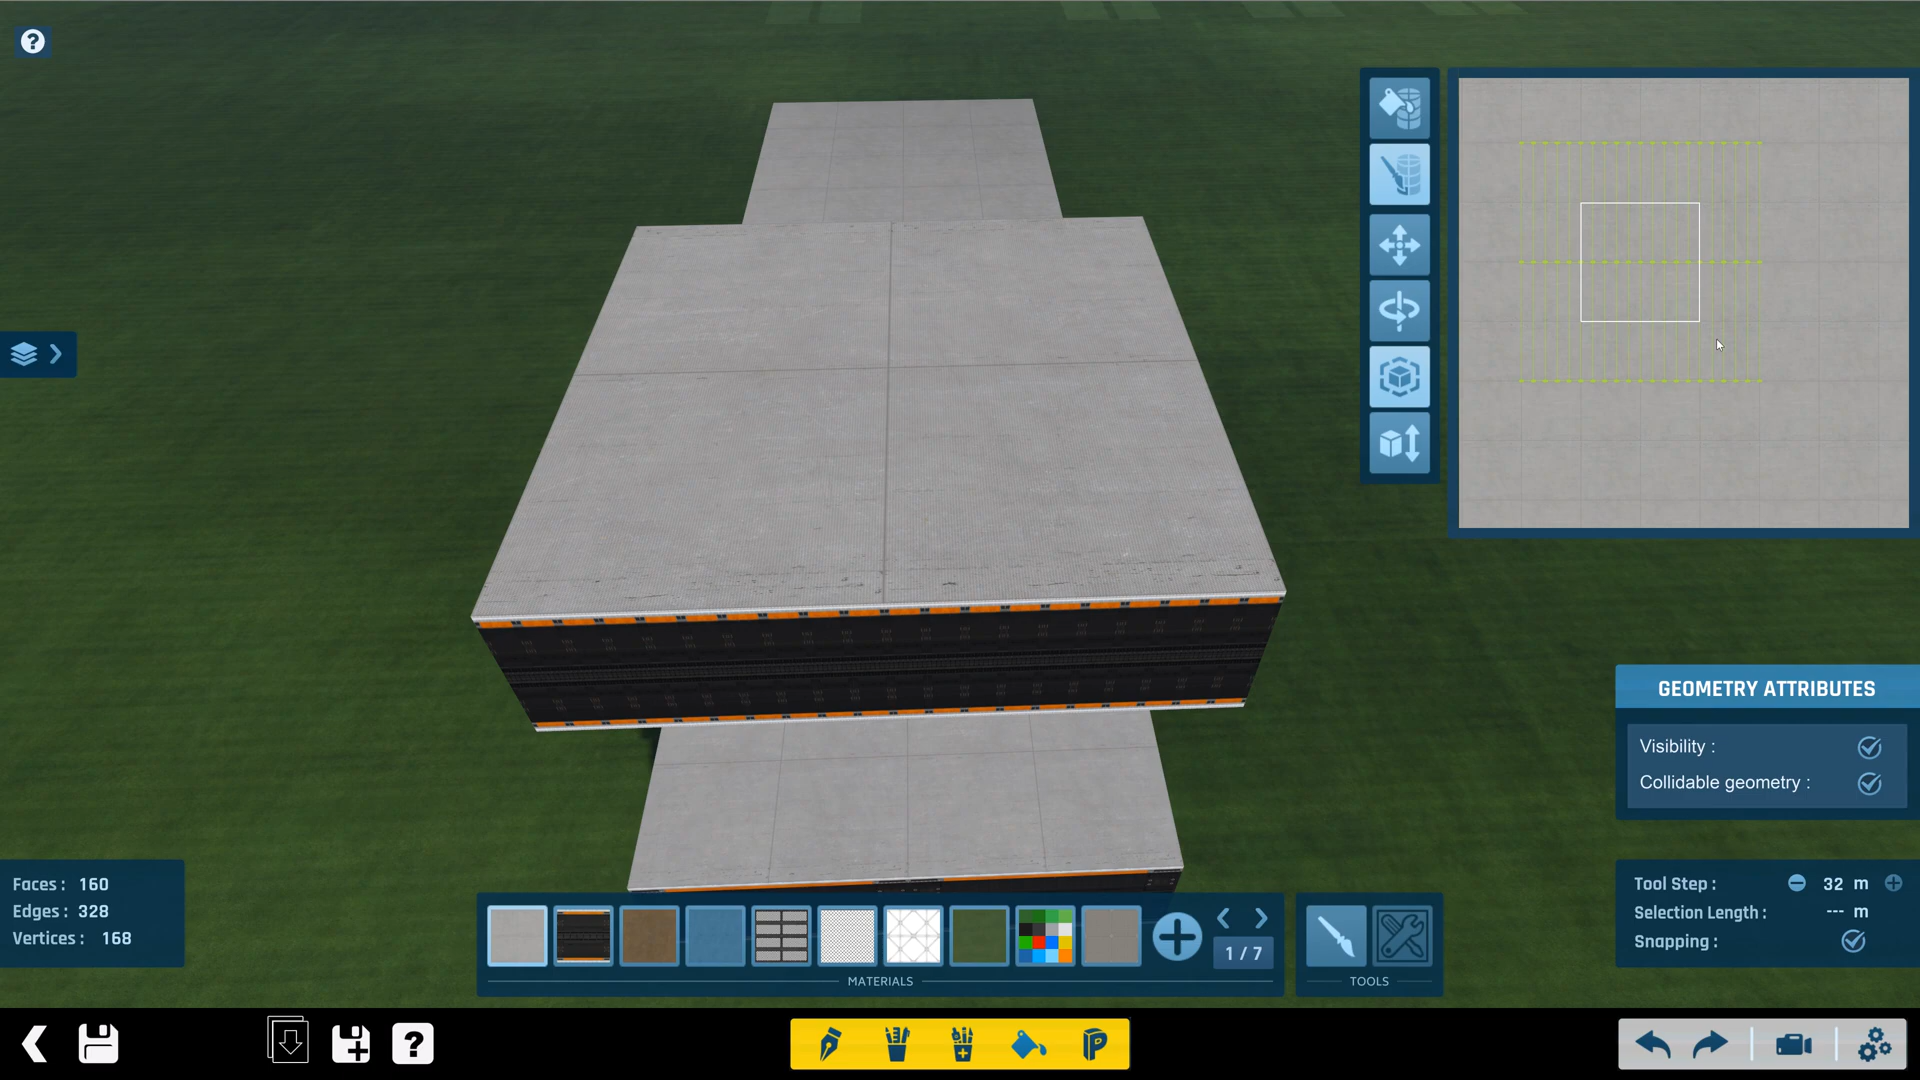 GEOMETRY ATTRIBUTES
Visibility :
Collidable geometry :
Faces : 160
Edges : 328
Vertices : 168
Tool Step : 32 m
Selection Length : --- m
Snapping :
1 / 7
MATERIALS
TOOLS